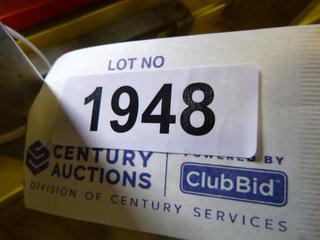 LOT NO
1948
CENTURY
AUCTIONS
POWERED BY
ClubBid
DIVISION OF CENTURY SERVICES